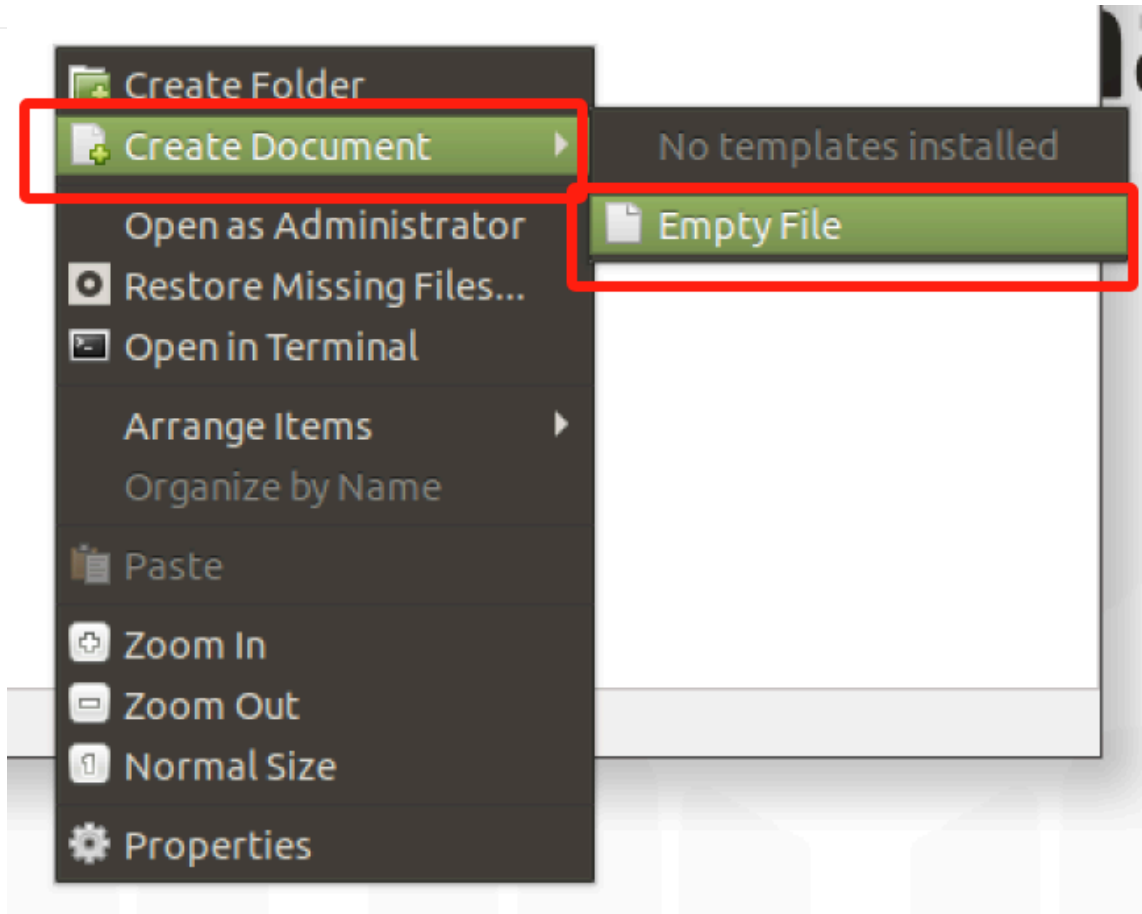 Create Folder
Create Document
No templates installed
Empty File
Open as Administrator
Restore Missing Files...
Open in Terminal
Arrange Items
Organize by Name
Paste
Zoom In
Zoom Out
Normal Size
Properties